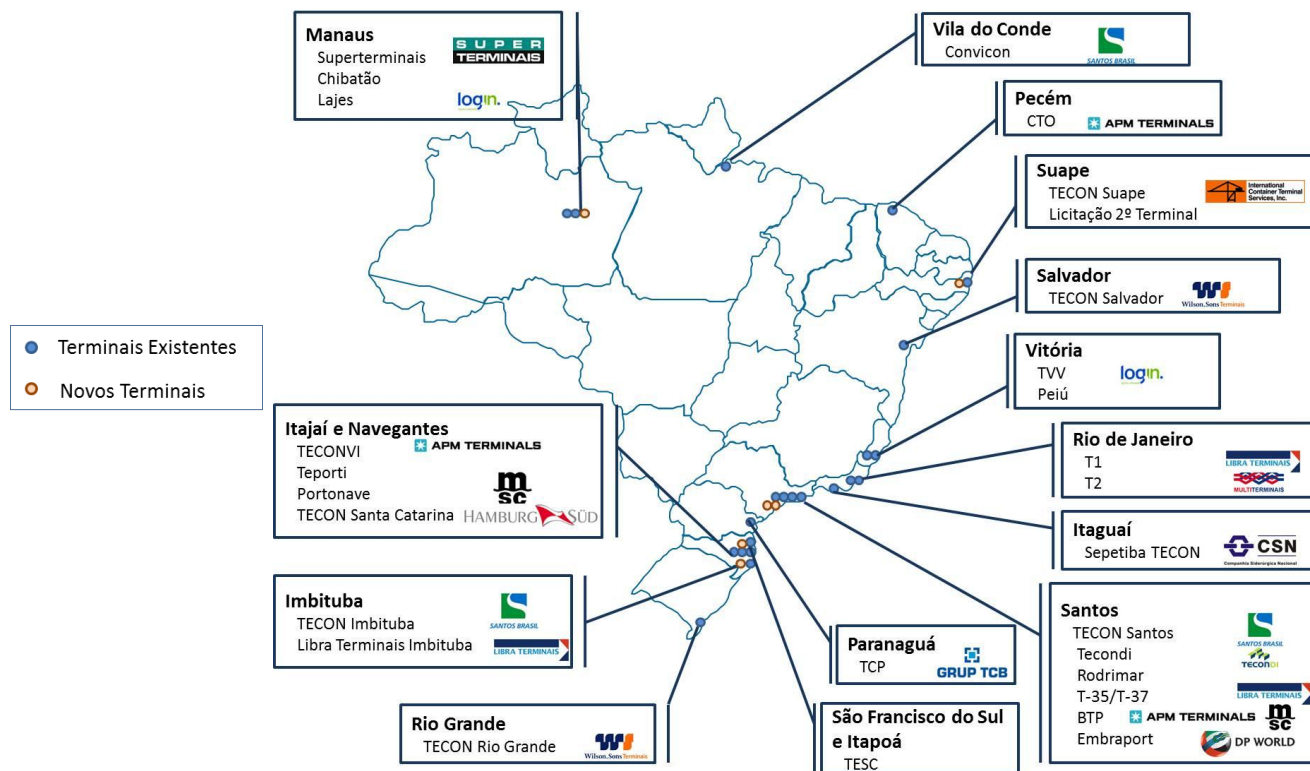 Manaus
Superterminais
SUPER
TERMINAIS
Chibatão
Lajes
login.
Vila do Conde
Convicon
SANTOS BRASIL
Pecém
CTO
APM TERMINALS
Suape
TECON Suape
Licitação 2º Terminal
International
Container Terminal
Services, Inc.
Salvador
TECON Salvador
Wilson.Sons Terminais
Vitória
TVV
login.
Peiú
Terminais Existentes
Novos Terminais
Itajaí e Navegantes
TECONVI
APM TERMINALS
Teporti
Portonave
msc
TECON Santa Catarina
HAMBURG SÜD
Rio de Janeiro
T1
LIBRA TERMINAIS
T2
MULTITERMINAIS
Itaguaí
Sepetiba TECON
CSN
Companhia Siderúrgica Nacional
Imbituba
TECON Imbituba
SANTOS BRASIL
Libra Terminais Imbituba
LIBRA TERMINAIS
Paranaguá
TCP
GRUP TCB
Santos
TECON Santos
SANTOS BRASIL
Tecondi
TECONDI
Rodrimar
T-35/T-37
LIBRA TERMINAIS
BTP
APM TERMINALS
msc
Embraport
DP WORLD
Rio Grande
TECON Rio Grande
Wilson.Sons Terminais
São Francisco do Sul
e Itapoá
TESC